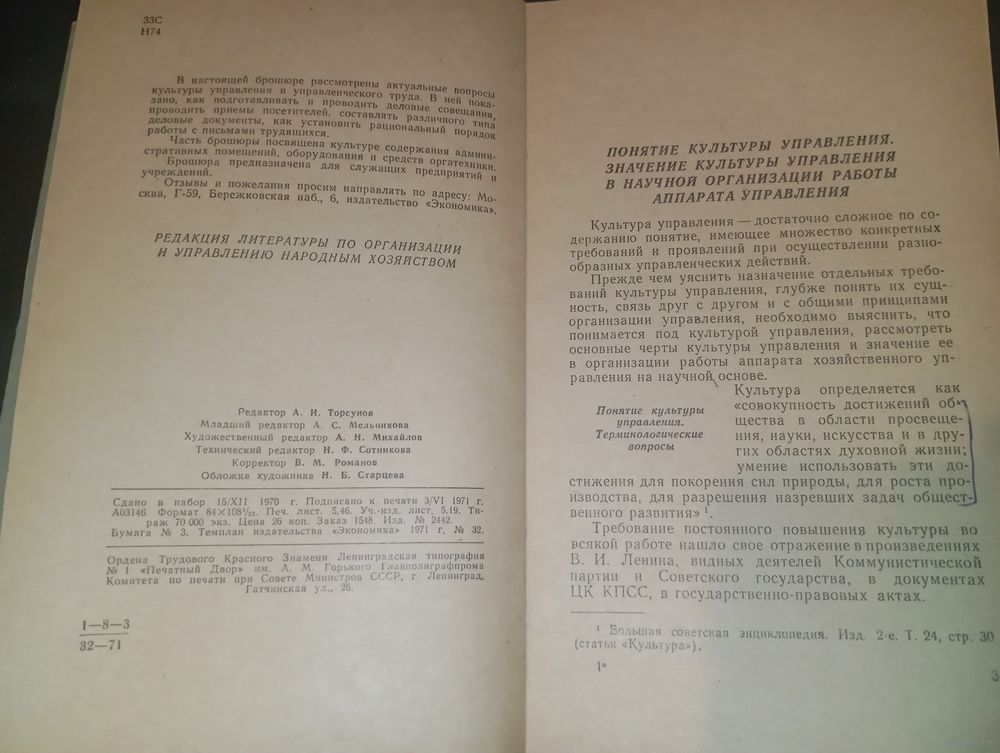 33С
Н74
В настоящей брошюре рассмотрены актуальные вопросы
культуры управления и управленческого труда. В ней пока-
зано, как подготавливать и проводить деловые совещания,
проводить приемы посетителей, составлять различного типа
деловые документы, как установить рациональный порядок
работы с письмами трудящихся.
Часть брошюры посвящена культуре содержания админи-
стративных помещений, оборудования и средств оргатехники.
Брошюра предназначена для служащих предприятий и
учреждений.
Отзывы и пожелания просим направлять по адресу: Мо-
сква, Г-59, Бережковская наб., 6, издательство «Экономика».
РЕДАКЦИЯ ЛИТЕРАТУРЫ ПО ОРГАНИЗАЦИИ
И УПРАВЛЕНИЮ НАРОДНЫМ ХОЗЯЙСТВОМ
Редактор А. И. Торсунов
Младший редактор А. С. Мельникова
Художественный редактор А. Н. Михайлов
Технический редактор Н. Ф. Сотникова
Корректор В. М. Романов
Обложка художника Н. Б. Старцева
Сдано в набор 15/XII 1970 г. Подписано к печати 3/VI 1971 г.
А03146 Формат 84×108¹/₃₂. Печ. лист. 5,46. Уч.-изд. лист. 5,19. Ти-
раж 70 000 экз. Цена 26 коп. Заказ 1548. Изд. № 2442.
Бумага № 3. Темплан издательства «Экономика» 1971 г. № 32.
Ордена Трудового Красного Знамени Ленинградская типография
№ 1 «Печатный Двор» им. А. М. Горького Главполиграфпрома
Комитета по печати при Совете Министров СССР, г. Ленинград,
Гатчинская ул., 26.
1—8—3
32—71
ПОНЯТИЕ КУЛЬТУРЫ УПРАВЛЕНИЯ.
ЗНАЧЕНИЕ КУЛЬТУРЫ УПРАВЛЕНИЯ
В НАУЧНОЙ ОРГАНИЗАЦИИ РАБОТЫ
АППАРАТА УПРАВЛЕНИЯ
Культура управления — достаточно сложное по со-
держанию понятие, имеющее множество конкретных
требований и проявлений при осуществлении разно-
образных управленческих действий.
Прежде чем уяснить назначение отдельных требо-
ваний культуры управления, глубже понять их сущ-
ность, связь друг с другом и с общими принципами
организации управления, необходимо выяснить, что
понимается под культурой управления, рассмотреть
основные черты культуры управления и значение ее
в организации работы аппарата хозяйственного уп-
равления на научной основе.
Понятие культуры
управления.
Терминологические
вопросы
Культура определяется как
«совокупность достижений об-
щества в области просвеще-
ния, науки, искусства и в дру-
гих областях духовной жизни;
умение использовать эти до-
стижения для покорения сил природы, для роста про-
изводства, для разрешения назревших задач общест-
венного развития» ¹.
Требование постоянного повышения культуры во
всякой работе нашло свое отражение в произведениях
В. И. Ленина, видных деятелей Коммунистической
партии и Советского государства, в документах
ЦК КПСС, в государственно-правовых актах.
¹ Большая советская энциклопедия. Изд. 2-е. Т. 24, стр. 30
(статья «Культура»).
1*
3